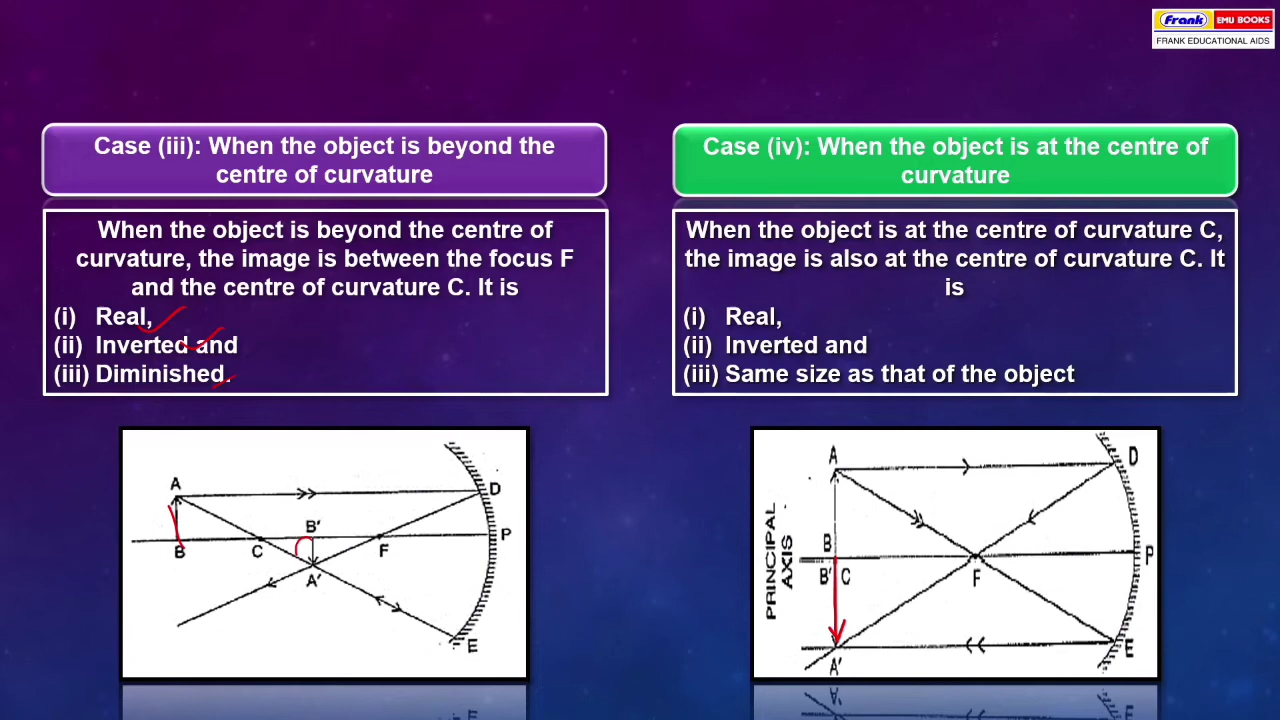 Frank EMU BOOKS
FRANK EDUCATIONAL AIDS
Case (iii): When the object is beyond the
centre of curvature
When the object is beyond the centre of
curvature, the image is between the focus F
and the centre of curvature C. It is
(i) Real,
(ii) Inverted and
(iii) Diminished.
A
D
B'
P
B
C
F
A'
E
Case (iv): When the object is at the centre of
curvature
When the object is at the centre of curvature C,
the image is also at the centre of curvature C. It
is
(i) Real,
(ii) Inverted and
(iii) Same size as that of the object
A
D
PRINCIPAL
AXIS
B
P
B' C
F
E
A'